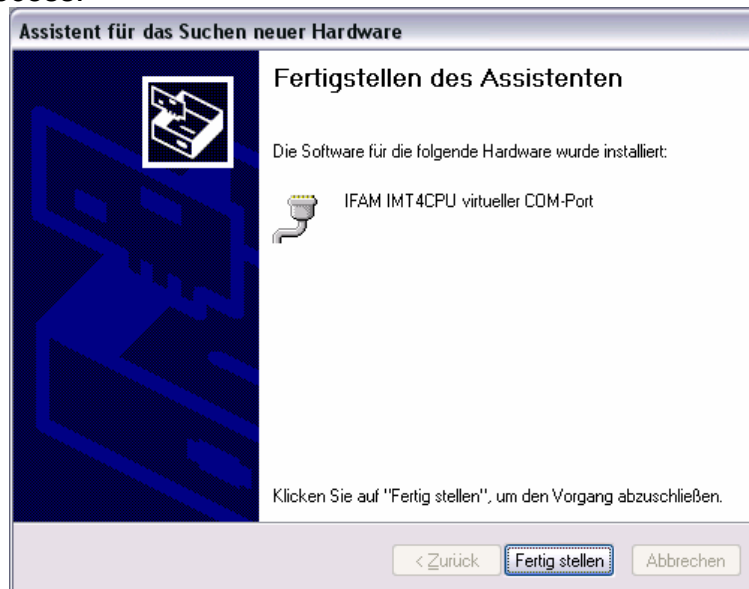 Assistent für das Suchen neuer Hardware
Fertigstellen des Assistenten
Die Software für die folgende Hardware wurde installiert:
IFAM IMT4CPU virtueller COM-Port
Klicken Sie auf "Fertig stellen", um den Vorgang abzuschließen.
< Zurück Fertig stellen Abbrechen